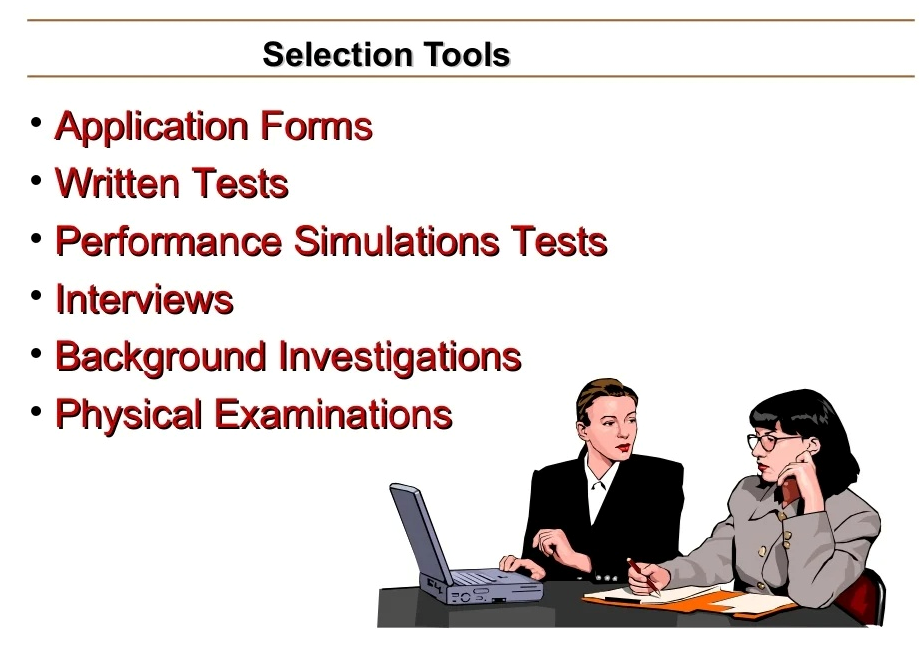 Selection Tools
• Application Forms
• Written Tests
• Performance Simulations Tests
• Interviews
• Background Investigations
• Physical Examinations